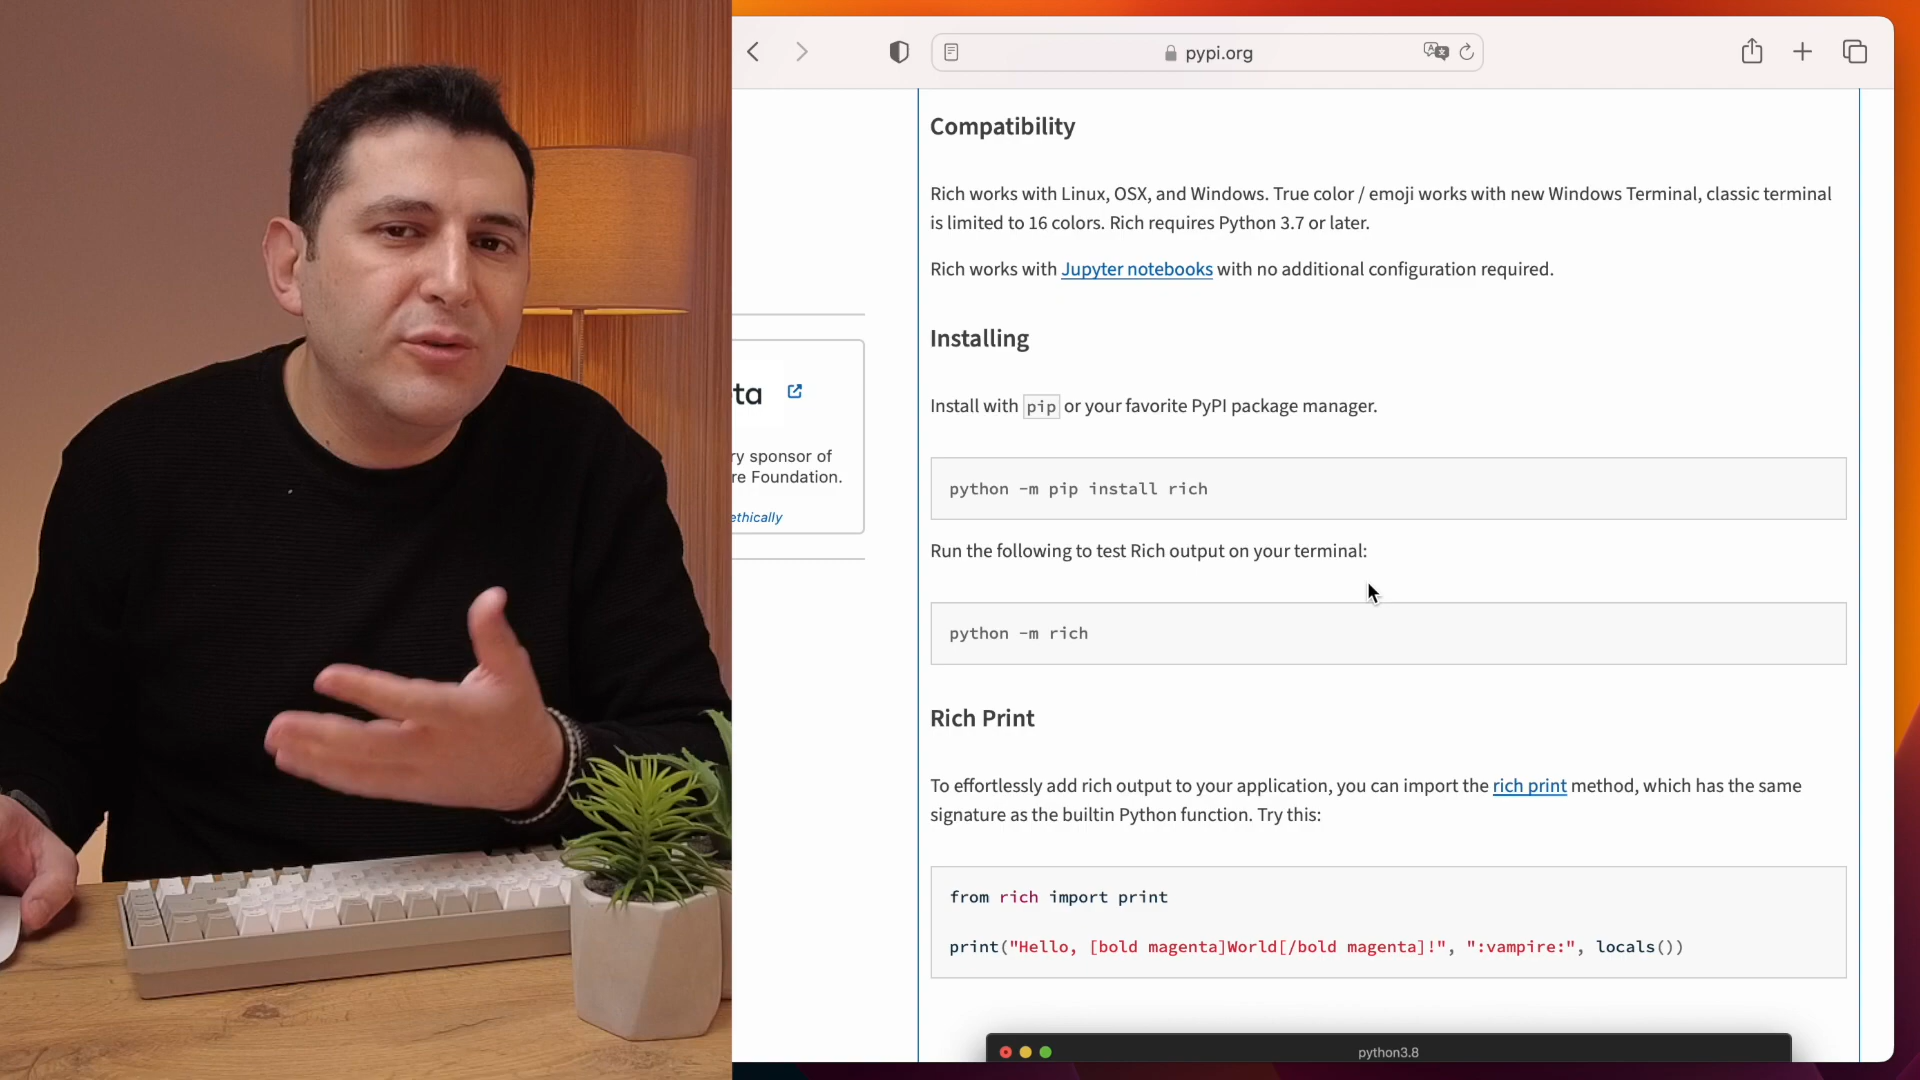 pypi.org
Compatibility
Rich works with Linux, OSX, and Windows. True color / emoji works with new Windows Terminal, classic terminal
is limited to 16 colors. Rich requires Python 3.7 or later.
Rich works with Jupyter notebooks with no additional configuration required.
Installing
ta
Install with pip or your favorite PyPI package manager.
ry sponsor of
re Foundation.
ethically
python -m pip install rich
Run the following to test Rich output on your terminal:
python -m rich
Rich Print
To effortlessly add rich output to your application, you can import the rich print method, which has the same
signature as the builtin Python function. Try this:
from rich import print
print("Hello, [bold magenta]World[/bold magenta]!", ":vampire:", locals())
python3.8